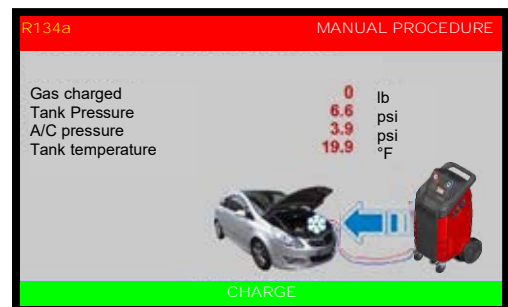 R134a MANUAL PROCEDURE
Gas charged 0 lb
Tank Pressure 6.6 psi
A/C pressure 3.9 psi
Tank temperature 19.9 °F
CHARGE